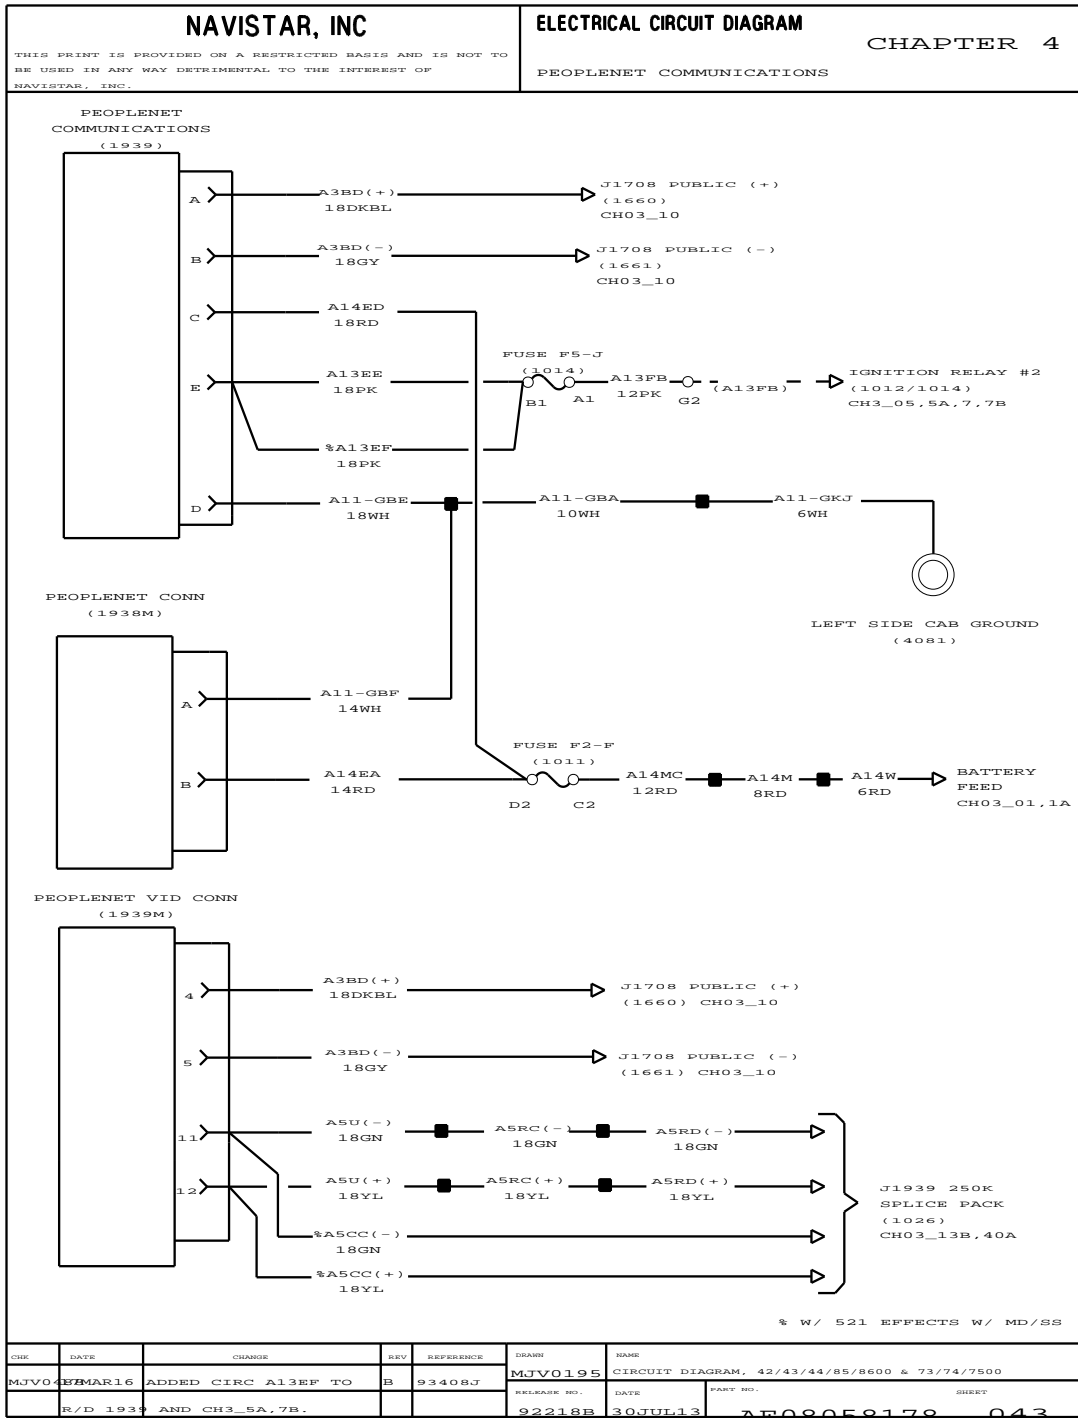 NAVISTAR, INC
THIS PRINT IS PROVIDED ON A RESTRICTED BASIS AND IS NOT TO
BE USED IN ANY WAY DETRIMENTAL TO THE INTEREST OF
NAVISTAR, INC.
ELECTRICAL CIRCUIT DIAGRAM
CHAPTER 4
PEOPLENET COMMUNICATIONS
PEOPLENET
COMMUNICATIONS
(1939)
A
A3BD(+)
18DKBL
J1708 PUBLIC (+)
(1660)
CH03_10
B
A3BD(-)
18GY
J1708 PUBLIC (-)
(1661)
CH03_10
C
A14ED
18RD
E
A13EE
18PK
FUSE F5-J
(1014)
B1
A1
A13FB
12PK
G2
(A13FB)
IGNITION RELAY #2
(1012/1014)
CH3_05,5A,7,7B
%A13EF
18PK
D
A11-GBE
18WH
A11-GBA
10WH
A11-GKJ
6WH
LEFT SIDE CAB GROUND
(4081)
PEOPLENET CONN
(1938M)
A
A11-GBF
14WH
B
A14EA
14RD
FUSE F2-F
(1011)
D2
C2
A14MC
12RD
A14M
8RD
A14W
6RD
BATTERY
FEED
CH03_01,1A
PEOPLENET VID CONN
(1939M)
4
A3BD(+)
18DKBL
J1708 PUBLIC (+)
(1660) CH03_10
5
A3BD(-)
18GY
J1708 PUBLIC (-)
(1661) CH03_10
11
A5U(-)
18GN
A5RC(-)
18GN
A5RD(-)
18GN
12
A5U(+)
18YL
A5RC(+)
18YL
A5RD(+)
18YL
%A5CC(-)
18GN
%A5CC(+)
18YL
J1939 250K
SPLICE PACK
(1026)
CH03_13B,40A
% W/ 521 EFFECTS W/ MD/SS
CHK DATE CHANGE REV REFERENCE
MAR16 ADDED CIRC A13EF TO B 93408J
R/D 1939 AND CH3_5A,7B.
DRAWN
MJV0195
NAME
CIRCUIT DIAGRAM, 42/43/44/85/8600 & 73/74/7500
RELEASE NO.
92218B
DATE
30JUL13
PART NO.
AF08058178
SHEET
043